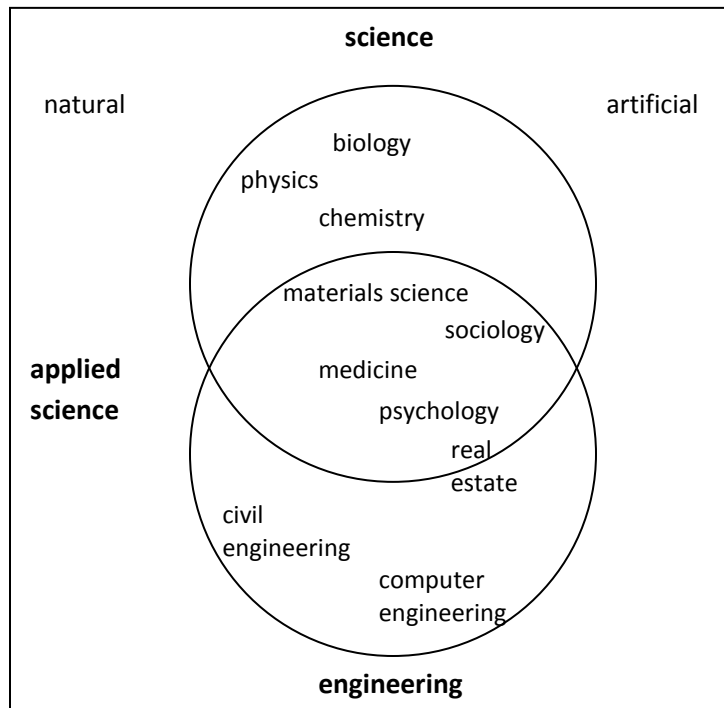 science
natural
artificial
biology
physics
chemistry
materials science
sociology
applied
science
medicine
psychology
real
estate
civil
engineering
computer
engineering
engineering